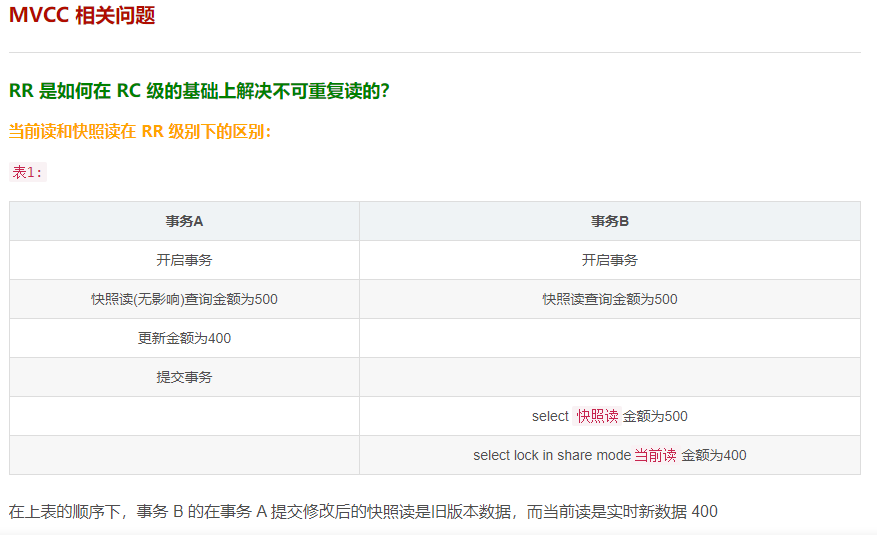 MVCC 相关问题
RR 是如何在 RC 级的基础上解决不可重复读的？
当前读和快照读在 RR 级别下的区别：
表1：
事务A 事务B
开启事务 开启事务
快照读(无影响)查询金额为500 快照读查询金额为500
更新金额为400
提交事务
select 快照读 金额为500
select lock in share mode 当前读 金额为400
在上表的顺序下，事务 B 的在事务 A 提交修改后的快照读是旧版本数据，而当前读是实时新数据 400